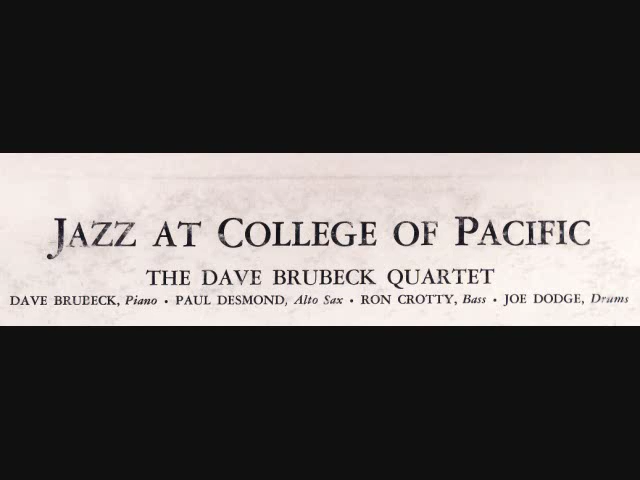 JAZZ AT COLLEGE OF PACIFIC
THE DAVE BRUBECK QUARTET
DAVE BRUBECK, Piano • PAUL DESMOND, Alto Sax • RON CROTTY, Bass • JOE DODGE, Drums